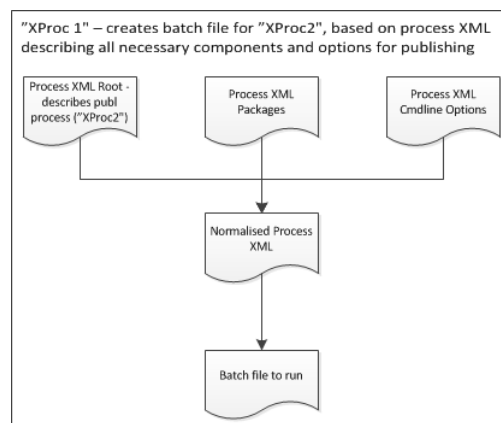 ”XProc 1" – creates batch file for ”XProc2", based on process XML
describing all necessary components and options for publishing
Process XML Root -
describes publ
process (”XProc2”)
Process XML
Packages
Process XML
Cmdline Options
Normalised Process
XML
Batch file to run